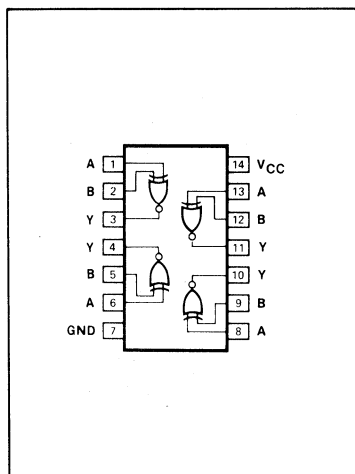 A 1 14 VCC
B 2 13 A
Y 3 12 B
Y 4 11 Y
B 5 10 Y
A 6 9 B
GND 7 8 A